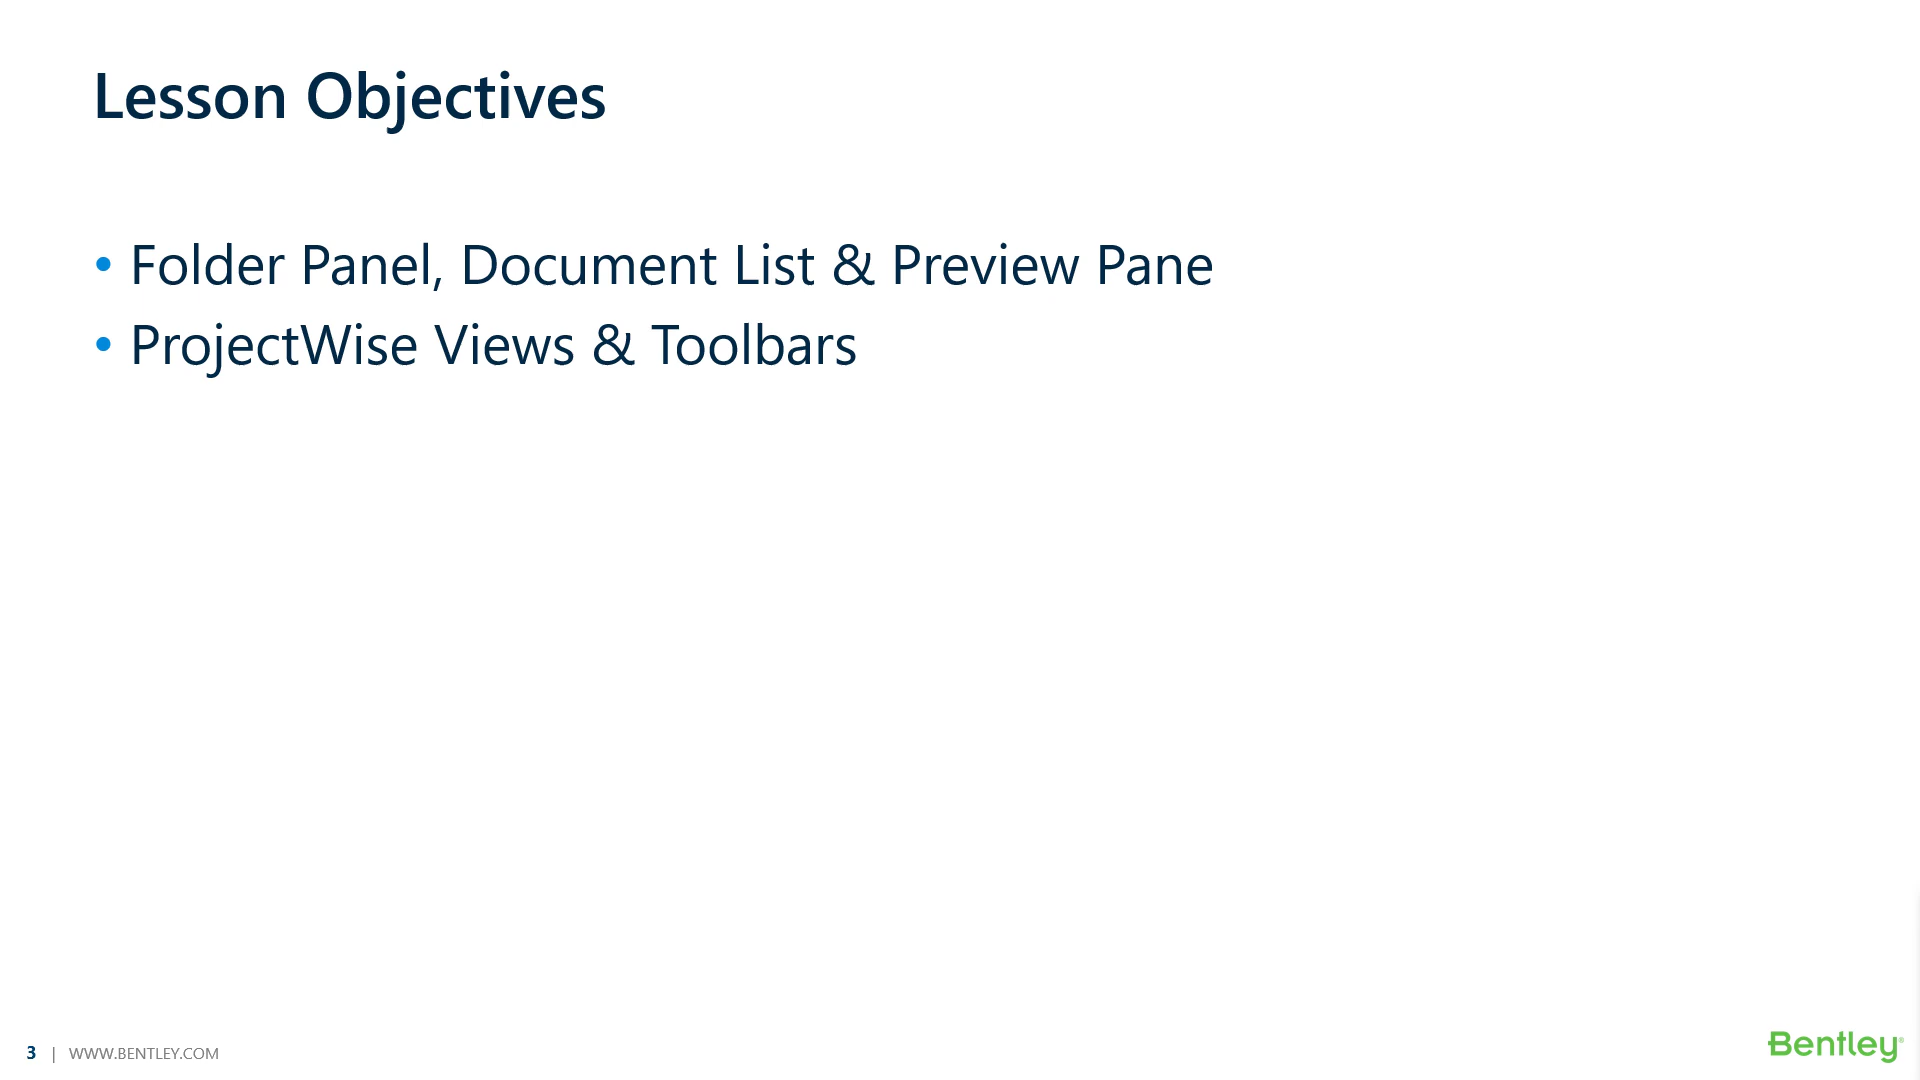 Lesson Objectives
• Folder Panel, Document List & Preview Pane
• ProjectWise Views & Toolbars
3 | WWW.BENTLEY.COM
Bentley®